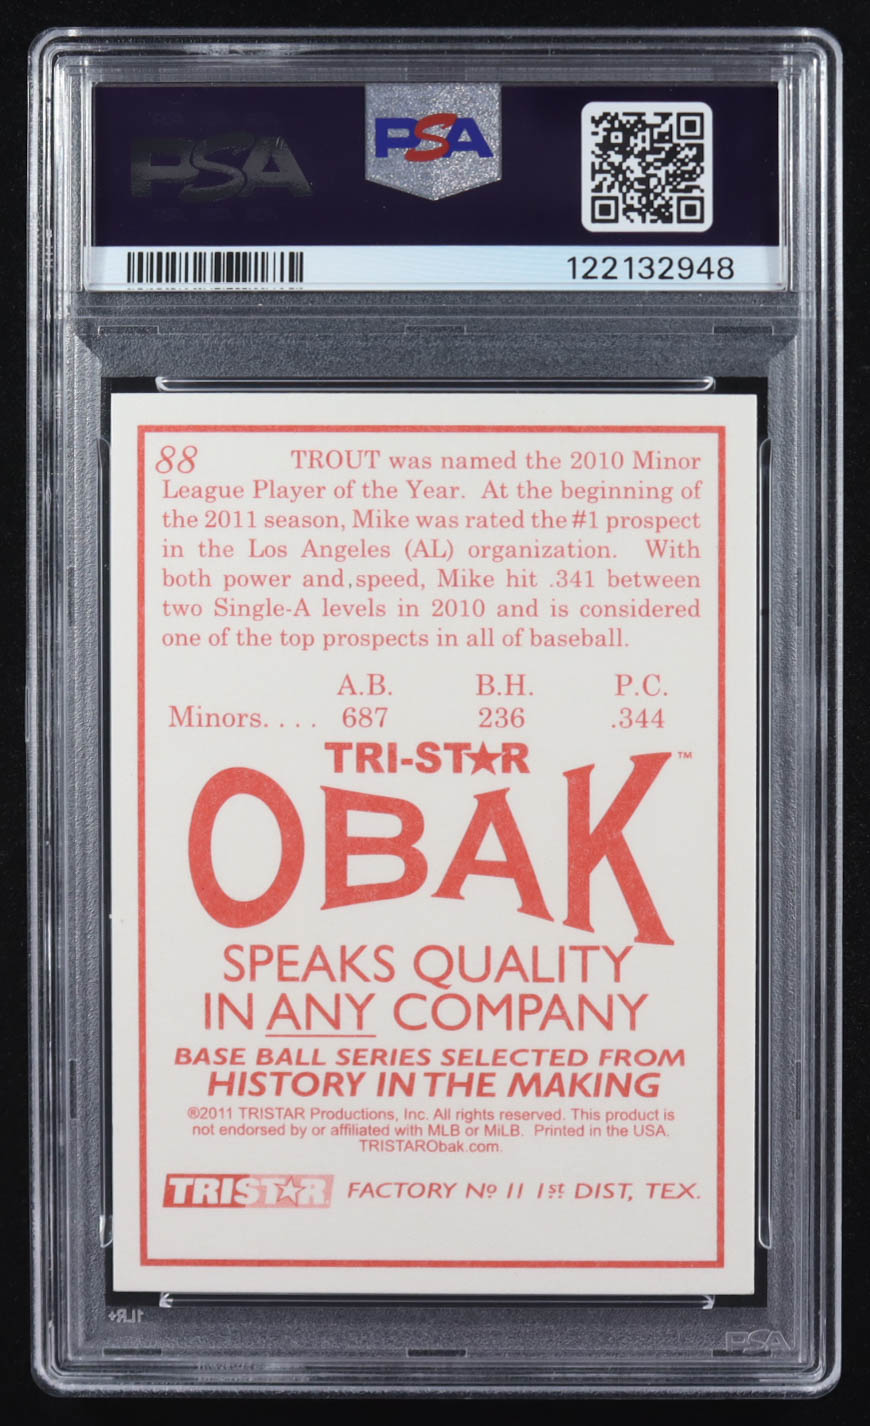 PSA
PSA
122132948
88 TROUT was named the 2010 Minor
League Player of the Year. At the beginning of
the 2011 season, Mike was rated the #1 prospect
in the Los Angeles (AL) organization. With
both power and,speed, Mike hit .341 between
two Single-A levels in 2010 and is considered
one of the top prospects in all of baseball.
A.B. B.H. P.C.
Minors. . . . 687 236 .344
TRI-ST★R
OBAK™
SPEAKS QUALITY
IN ANY COMPANY
BASE BALL SERIES SELECTED FROM
HISTORY IN THE MAKING
®2011 TRISTAR Productions, Inc. All rights reserved. This product is
not endorsed by or affiliated with MLB or MiLB. Printed in the USA.
TRISTARObak.com.
TRIST★R FACTORY Nº 11 1st DIST, TEX.
1LR+
PSA